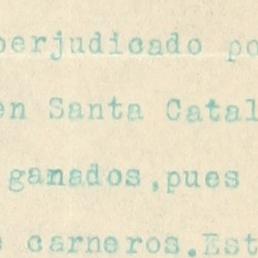 perjudicado po
en Santa Catal
ganados,pues
carneros.Est